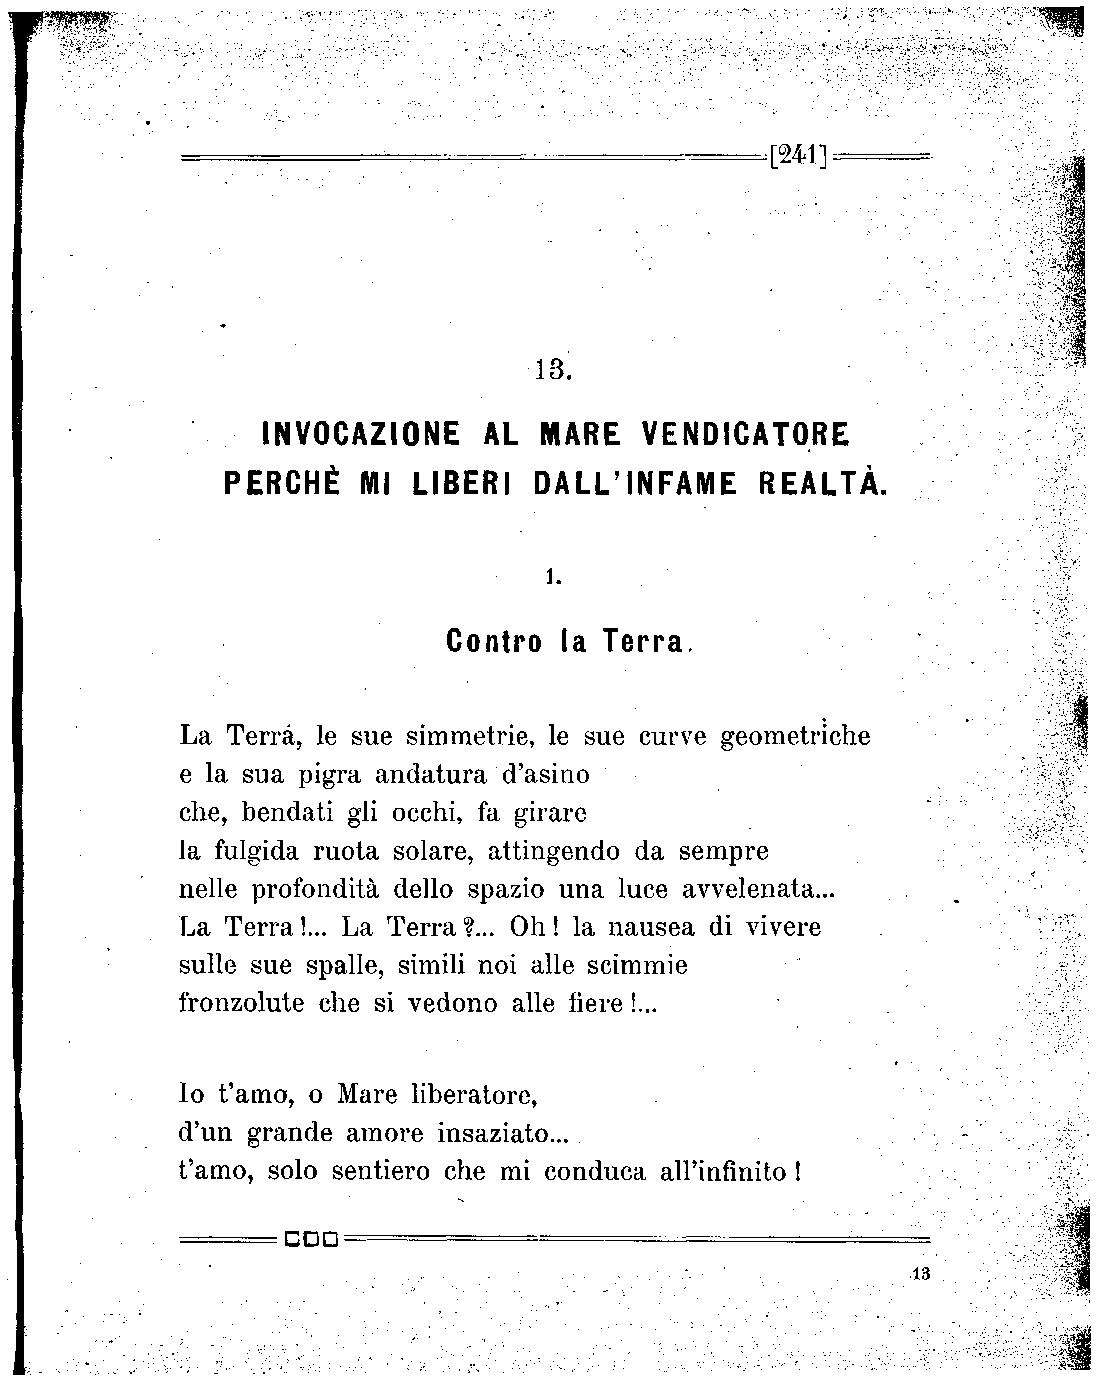 [241]
13.
INVOCAZIONE AL MARE VENDICATORE
PERCHÈ MI LIBERI DALL'INFAME REALTÀ.
1.
Contro la Terra.
La Terra, le sue simmetrie, le sue curve geometriche
e la sua pigra andatura d'asino
che, bendati gli occhi, fa girare
la fulgida ruota solare, attingendo da sempre
nelle profondità dello spazio una luce avvelenata...
La Terra!... La Terra?... Oh! la nausea di vivere
sulle sue spalle, simili noi alle scimmie
fronzolute che si vedono alle fiere!...
Io t'amo, o Mare liberatore,
d'un grande amore insaziato...
t'amo, solo sentiero che mi conduca all'infinito!
13